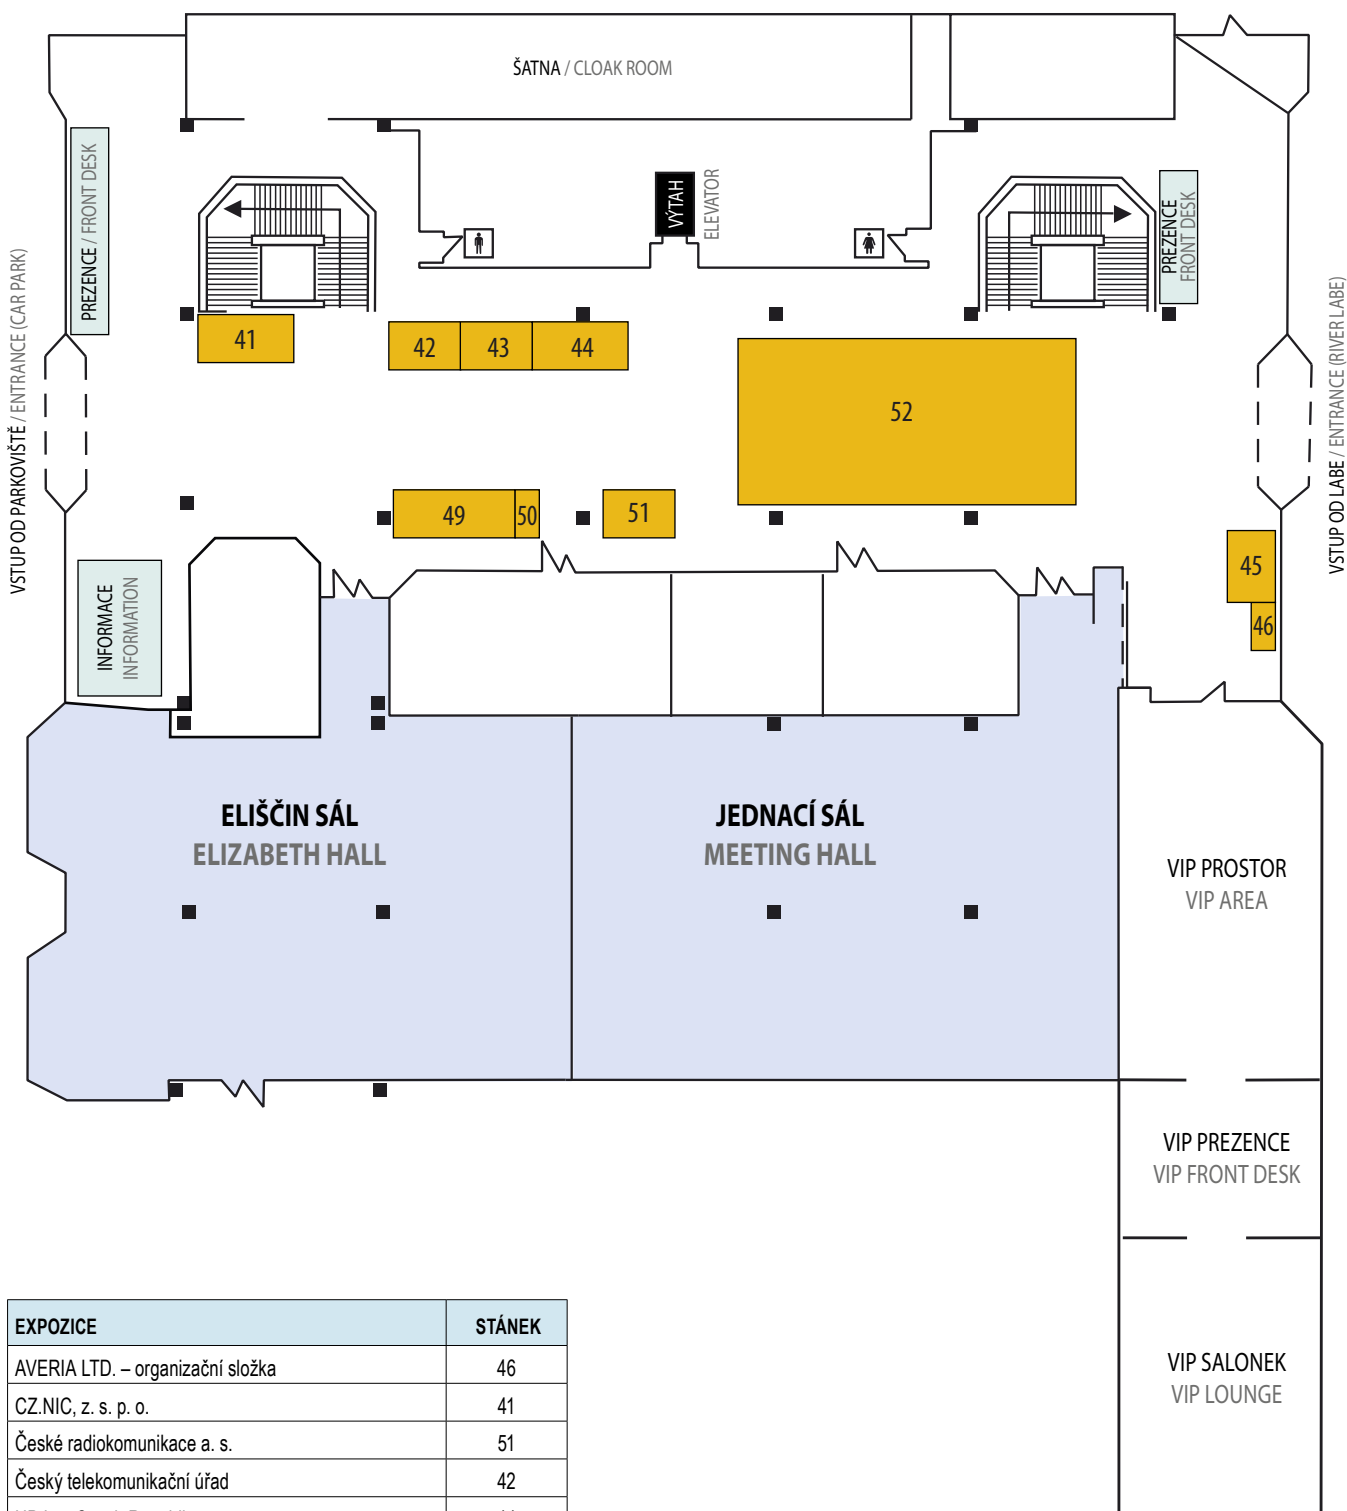 ŠATNA / CLOAK ROOM
PREZENCE / FRONT DESK
VÝTAH
ELEVATOR
PREZENCE
FRONT DESK
VSTUP OD PARKOVIŠTĚ / ENTRANCE (CAR PARK)
VSTUP OD LABE / ENTRANCE (RIVER LABE)
41
42
43
44
52
49
50
51
45
46
INFORMACE
INFORMATION
ELIŠČIN SÁL
ELIZABETH HALL
JEDNACÍ SÁL
MEETING HALL
VIP PROSTOR
VIP AREA
VIP PREZENCE
VIP FRONT DESK
VIP SALONEK
VIP LOUNGE
EXPOZICE STÁNEK
AVERIA LTD. – organizační složka 46
CZ.NIC, z. s. p. o. 41
České radiokomunikace a. s. 51
Český telekomunikační úřad 42